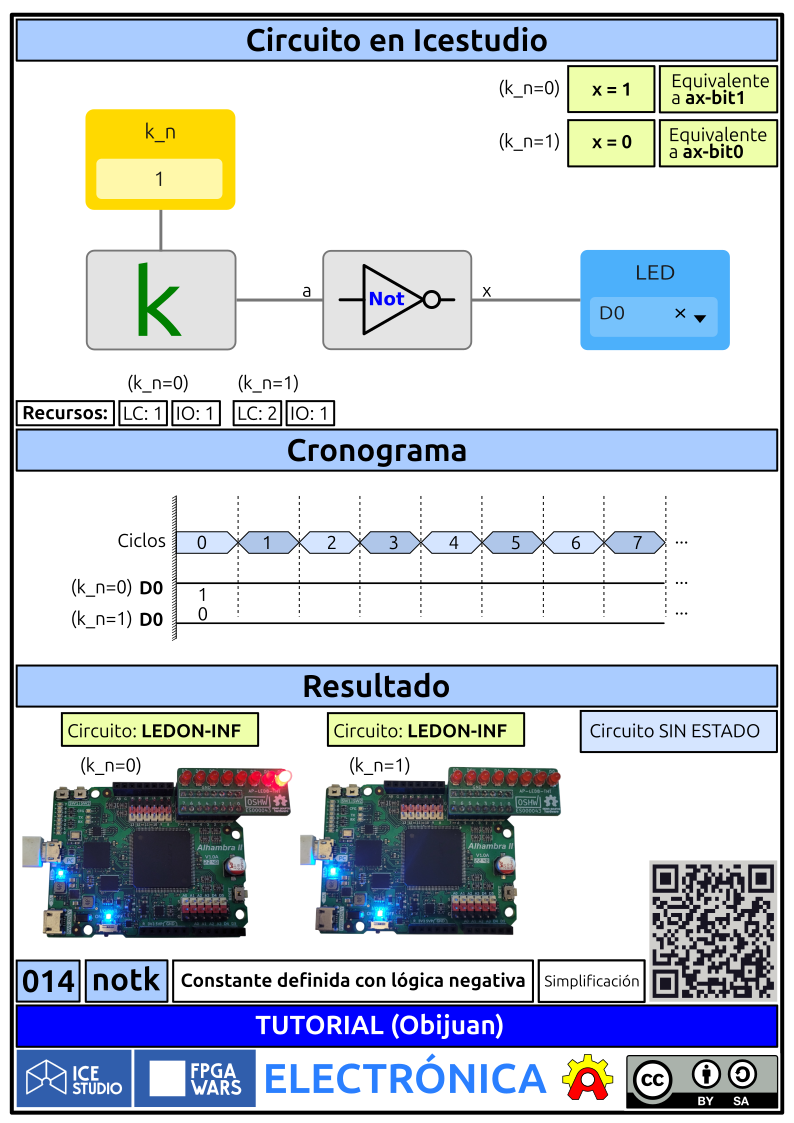 Circuito en Icestudio
(k_n=0) x = 1 Equivalente
a ax-bit1
(k_n=1) x = 0 Equivalente
a ax-bit0
k_n
1
k
a
Not
x
LED
D0
(k_n=0) (k_n=1)
Recursos: LC: 1 IO: 1 LC: 2 IO: 1
Cronograma
Ciclos 0 1 2 3 4 5 6 7 ...
(k_n=0) D0 1 ...
(k_n=1) D0 0 ...
Resultado
Circuito: LEDON-INF
Circuito: LEDON-INF
Circuito SIN ESTADO
(k_n=0)
(k_n=1)
OSHW
Alhambra II
OSHW
Alhambra II
014 notk Constante definida con lógica negativa Simplificación
TUTORIAL (Obijuan)
ICE
STUDIO
FPGA
WARS
ELECTRÓNICA
A
cc
BY SA